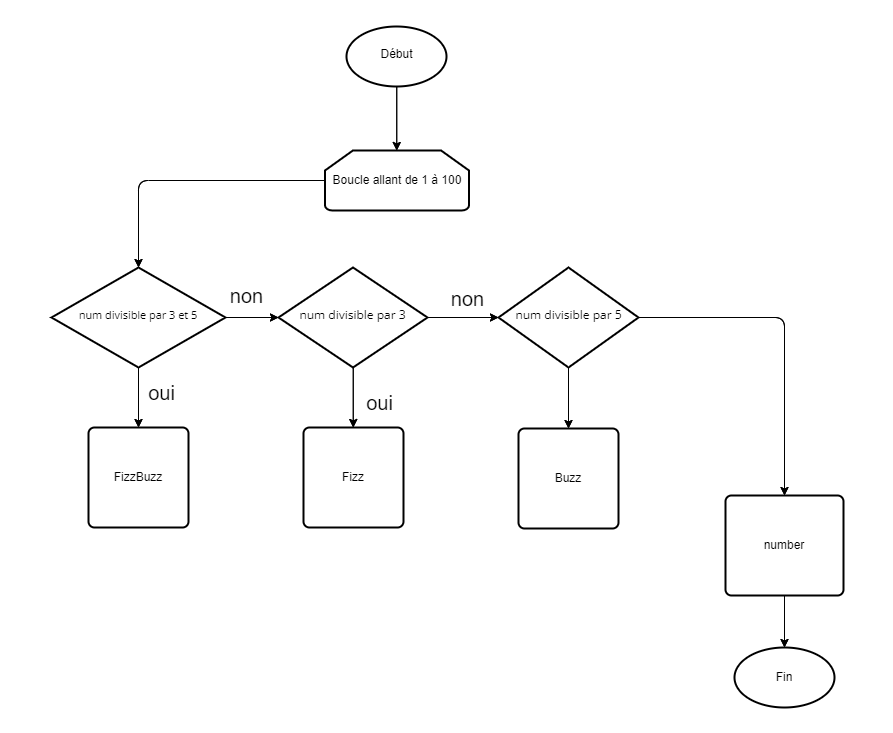 Début
Boucle allant de 1 à 100
num divisible par 3 et 5
non
num divisible par 3
non
num divisible par 5
oui
oui
FizzBuzz
Fizz
Buzz
number
Fin